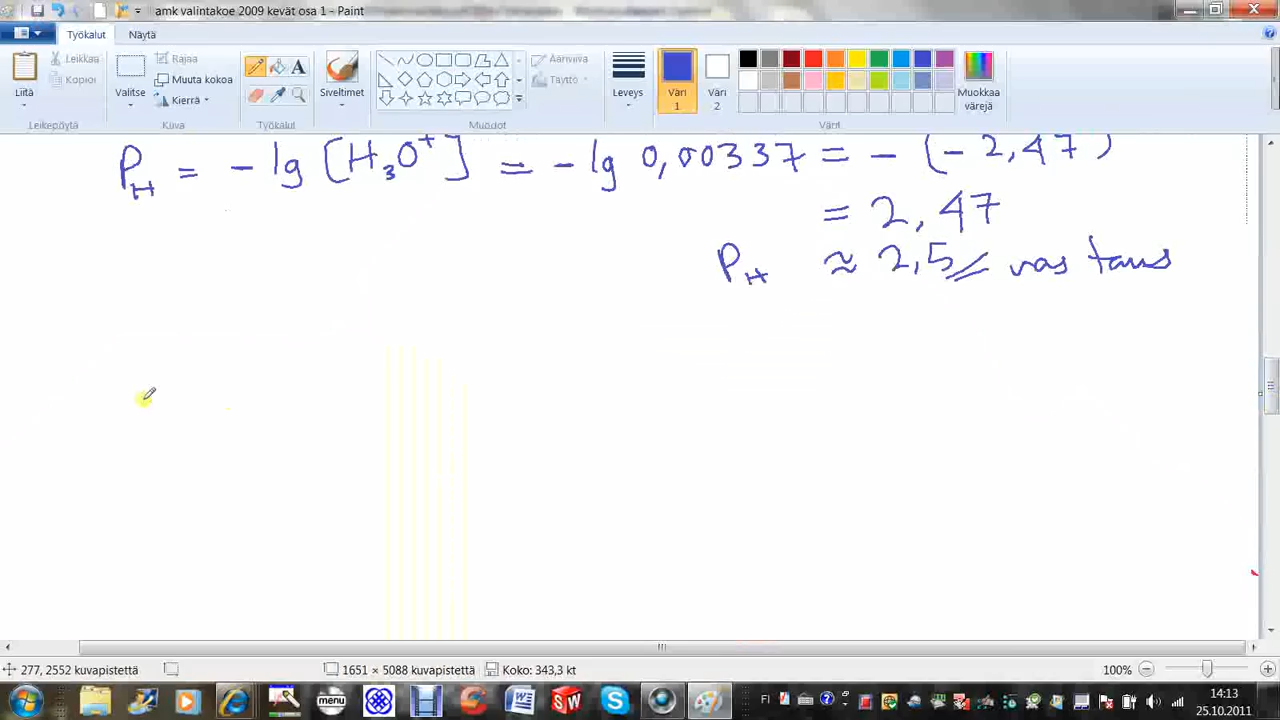 amk valintakoe 2009 kevät osa 1 - Paint
Työkalut Näytä
Liitä
Leikkaa
Kopioi
Leikepöytä
Valitse
Rajaa
Muuta kokoa
Kierrä
Kuva
A
Työkalut
Siveltimet
Ääriviiva
Täyttö
Muodot
Leveys
Väri 1
Väri 2
Muokkaa värejä
Värit
PH = - lg [H3O+] = - lg 0,00337 = - (-2,47)
= 2,47
PH ≈ 2,5 vastaus
277, 2552 kuvapistettä
1651 × 5088 kuvapistettä
Koko: 343,3 kt
100%
menu
FI
14:13
25.10.2011